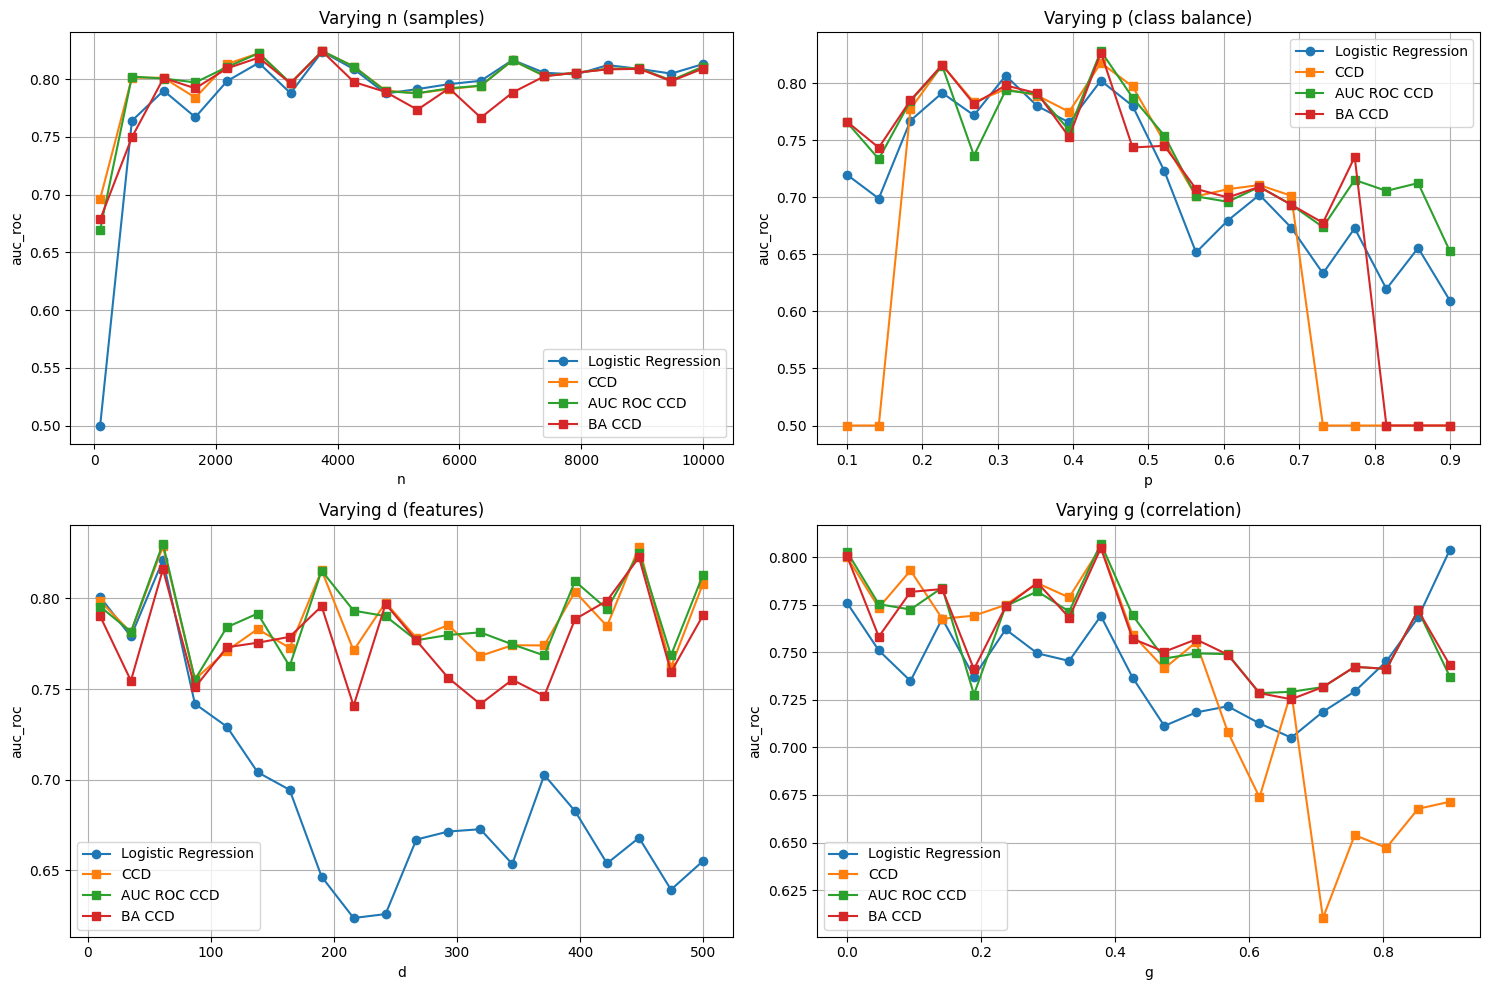 Varying n (samples)
auc_roc
0.80
0.75
0.70
0.65
0.60
0.55
0.50
0
2000
4000
6000
8000
10000
n
Logistic Regression
CCD
AUC ROC CCD
BA CCD
Varying p (class balance)
auc_roc
0.80
0.75
0.70
0.65
0.60
0.55
0.50
0.1
0.2
0.3
0.4
0.5
0.6
0.7
0.8
0.9
p
Logistic Regression
CCD
AUC ROC CCD
BA CCD
Varying d (features)
auc_roc
0.80
0.75
0.70
0.65
0
100
200
300
400
500
d
Logistic Regression
CCD
AUC ROC CCD
BA CCD
Varying g (correlation)
auc_roc
0.800
0.775
0.750
0.725
0.700
0.675
0.650
0.625
0.0
0.2
0.4
0.6
0.8
g
Logistic Regression
CCD
AUC ROC CCD
BA CCD